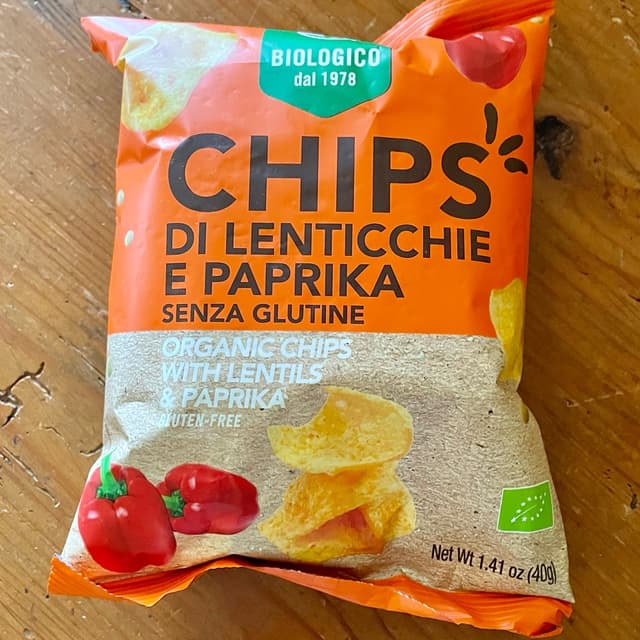 BIOLOGICO
dal 1978
CHIPS
DI LENTICCHIE
E PAPRIKA
SENZA GLUTINE
ORGANIC CHIPS
WITH LENTILS
& PAPRIKA
GLUTEN-FREE
Net Wt 1.41 oz (40g)